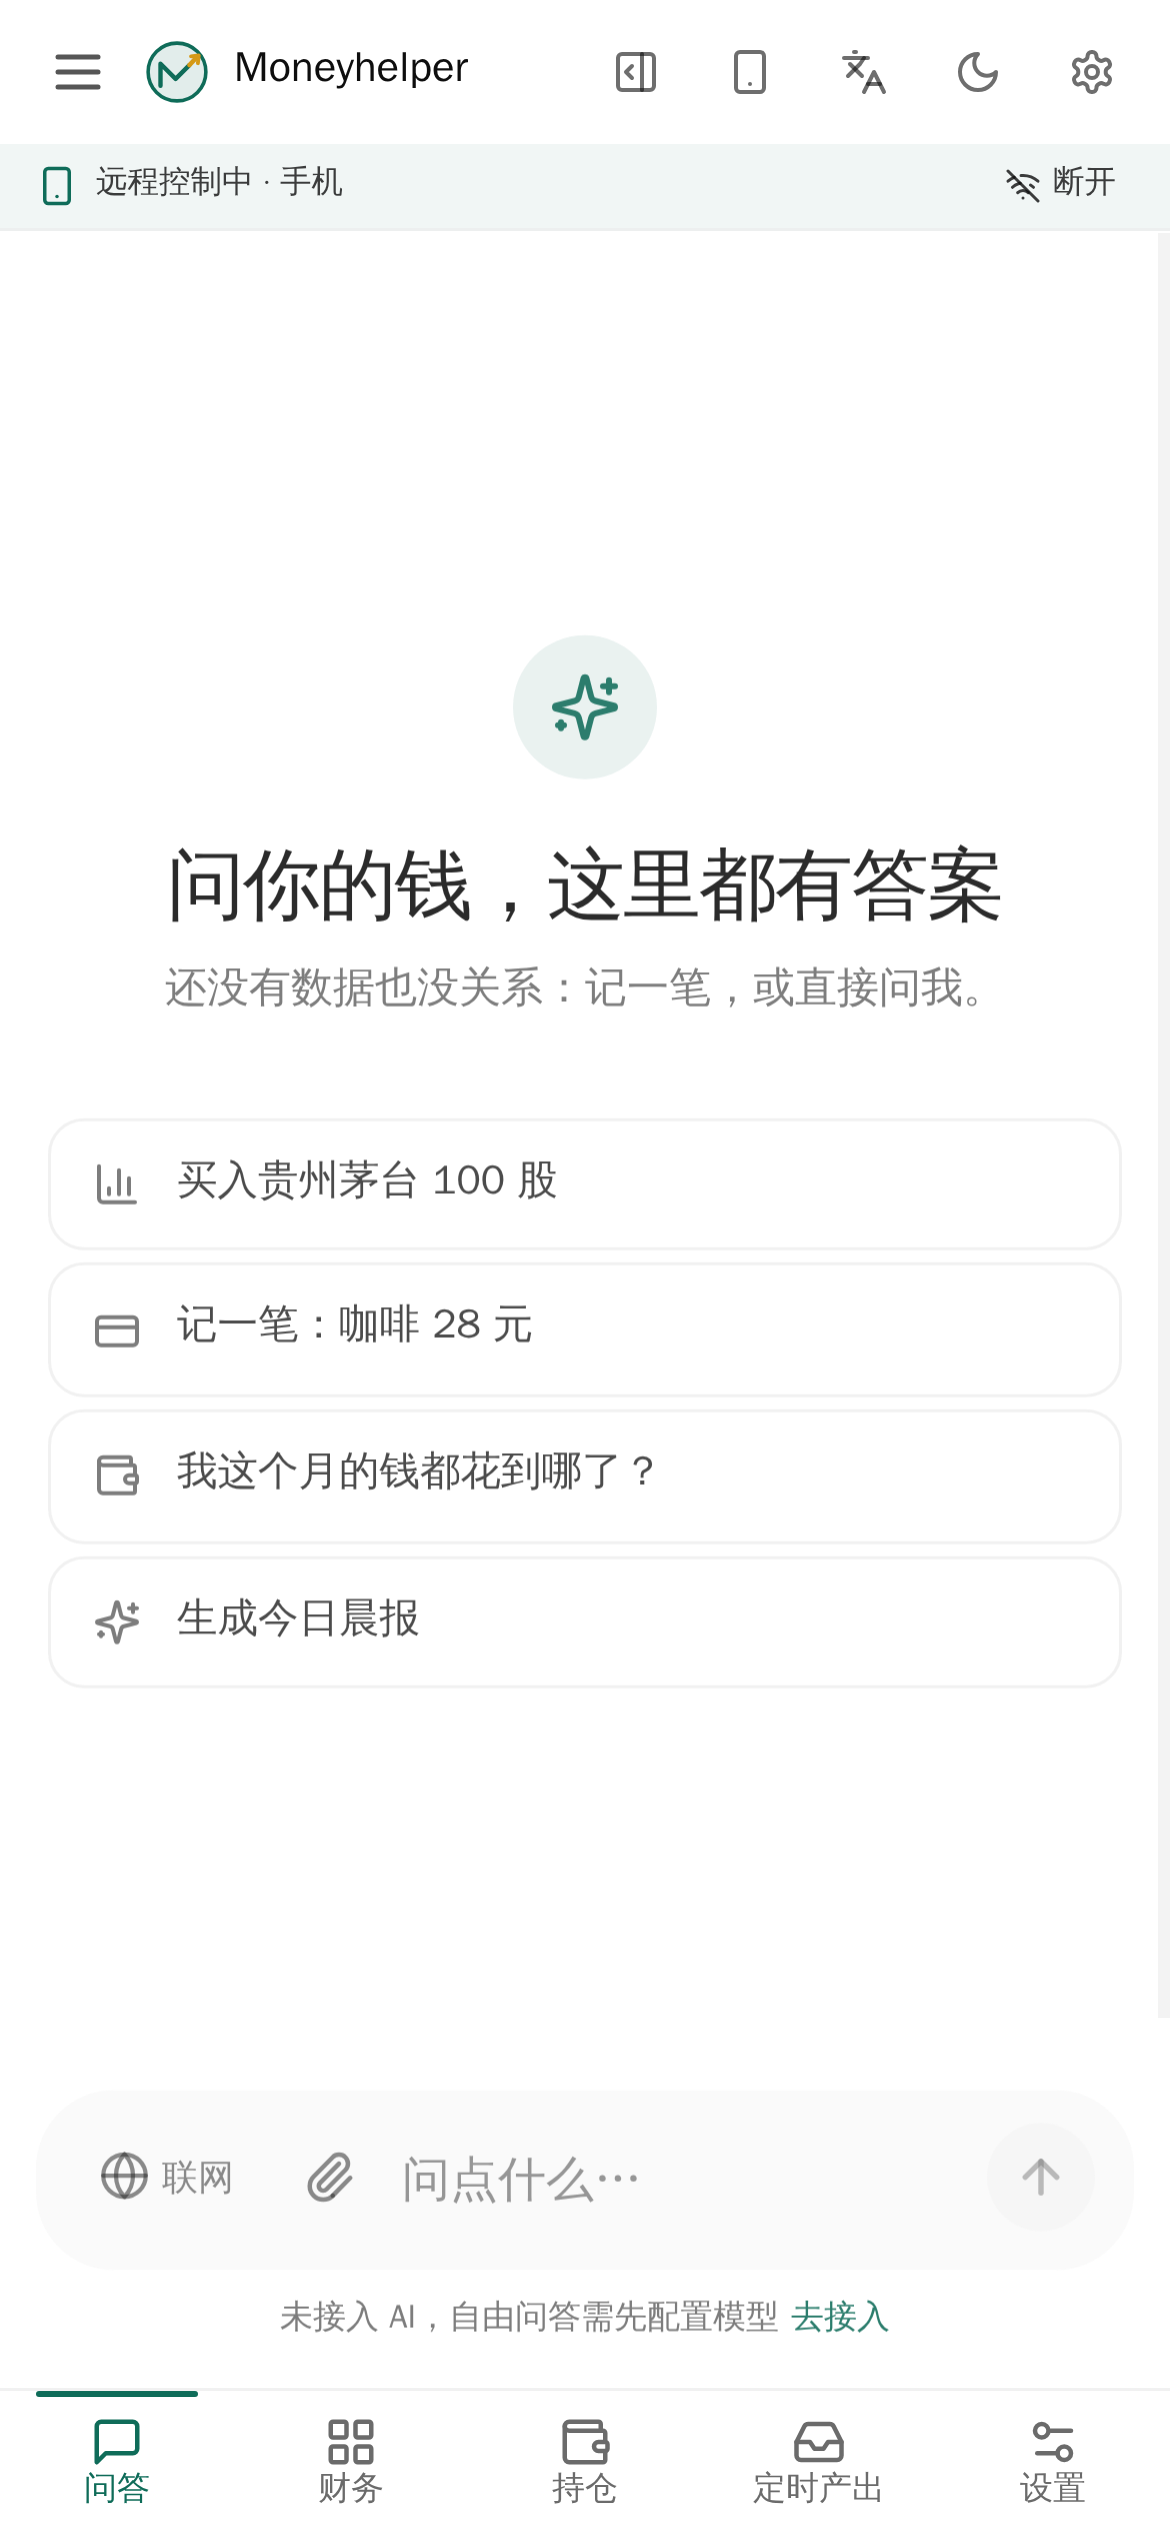 Moneyhelper
远程控制中 · 手机
断开
问你的钱，这里都有答案
还没有数据也没关系：记一笔，或直接问我。
买入贵州茅台 100 股
记一笔：咖啡 28 元
我这个月的钱都花到哪了？
生成今日晨报
联网
问点什么…
未接入 AI，自由问答需先配置模型 去接入
问答
财务
持仓
定时产出
设置